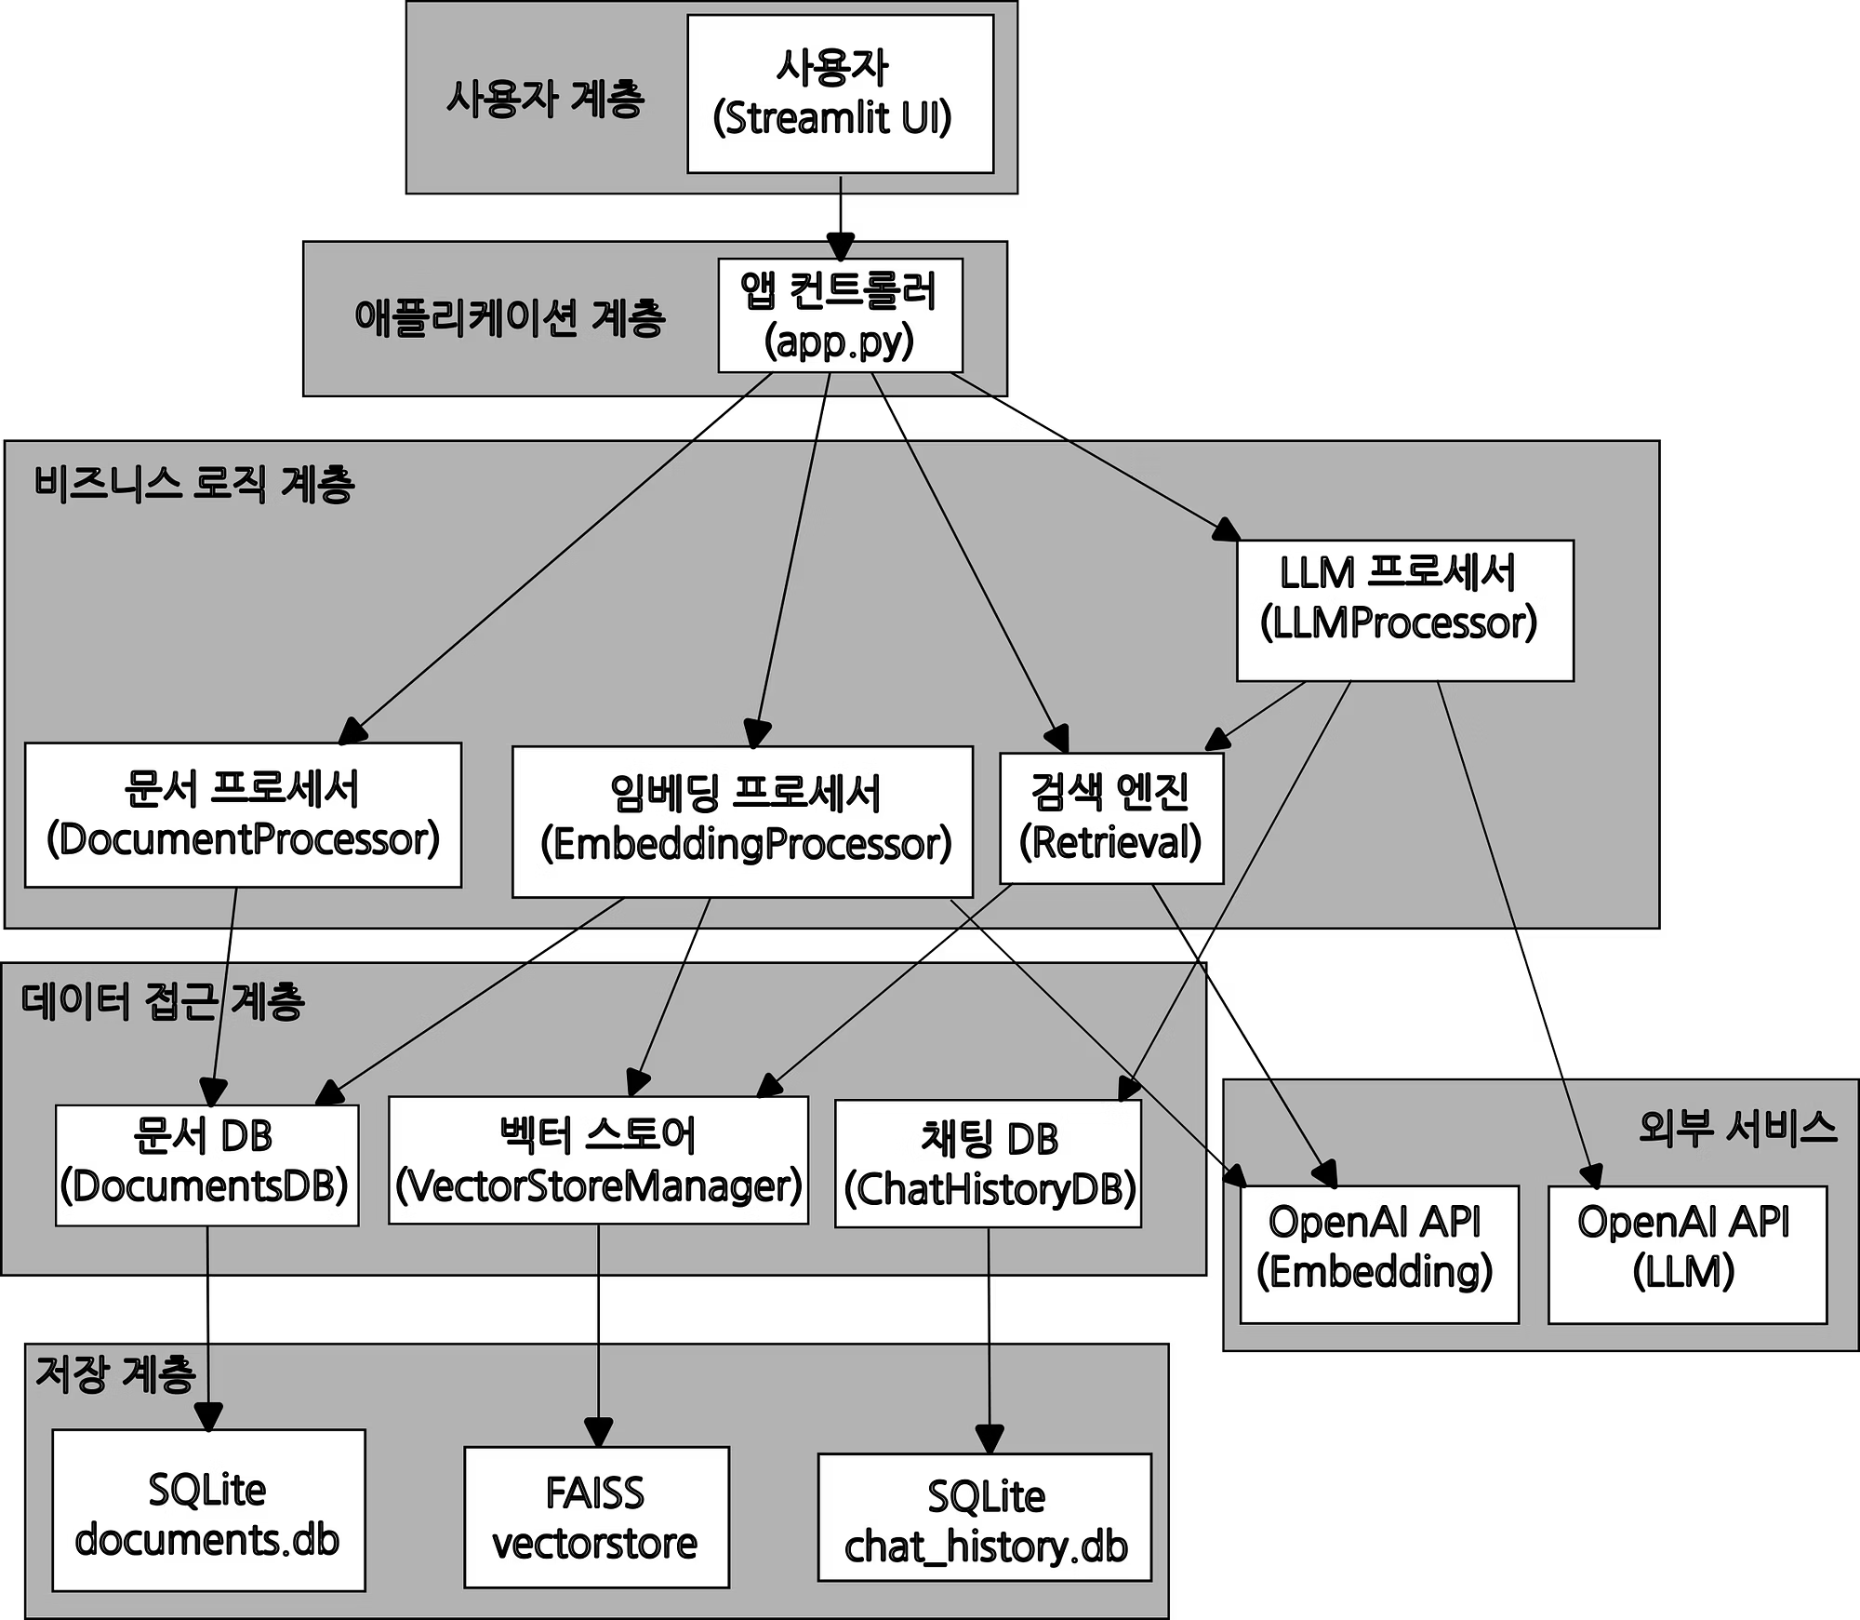 사용자 계층
사용자
(Streamlit UI)
애플리케이션 계층
앱 컨트롤러
(app.py)
비즈니스 로직 계층
LLM 프로세서
(LLMProcessor)
문서 프로세서
(DocumentProcessor)
임베딩 프로세서
(EmbeddingProcessor)
검색 엔진
(Retrieval)
데이터 접근 계층
문서 DB
(DocumentsDB)
벡터 스토어
(VectorStoreManager)
채팅 DB
(ChatHistoryDB)
외부 서비스
OpenAI API
(Embedding)
OpenAI API
(LLM)
저장 계층
SQLite
documents.db
FAISS
vectorstore
SQLite
chat_history.db